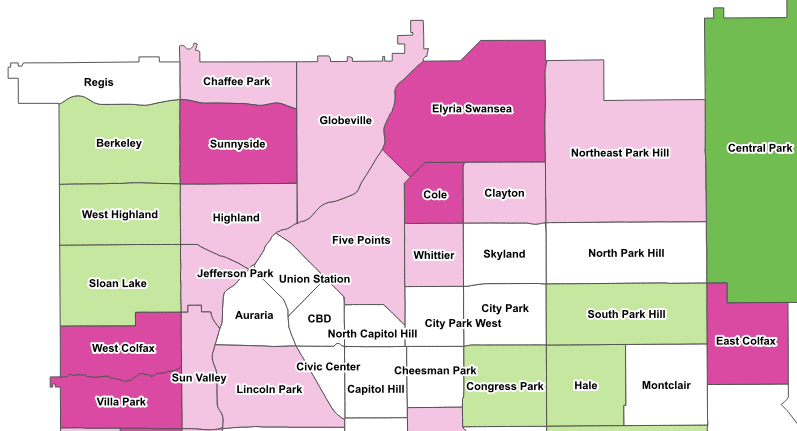 Regis
Chaffee Park
Globeville
Elyria Swansea
Berkeley
Sunnyside
Northeast Park Hill
Central Park
Cole
Clayton
West Highland
Highland
Five Points
Whittier
Skyland
North Park Hill
Sloan Lake
Jefferson Park
Union Station
Auraria
CBD
North Capitol Hill
City Park West
City Park
South Park Hill
West Colfax
East Colfax
Sun Valley
Lincoln Park
Civic Center
Capitol Hill
Cheesman Park
Congress Park
Hale
Montclair
Villa Park